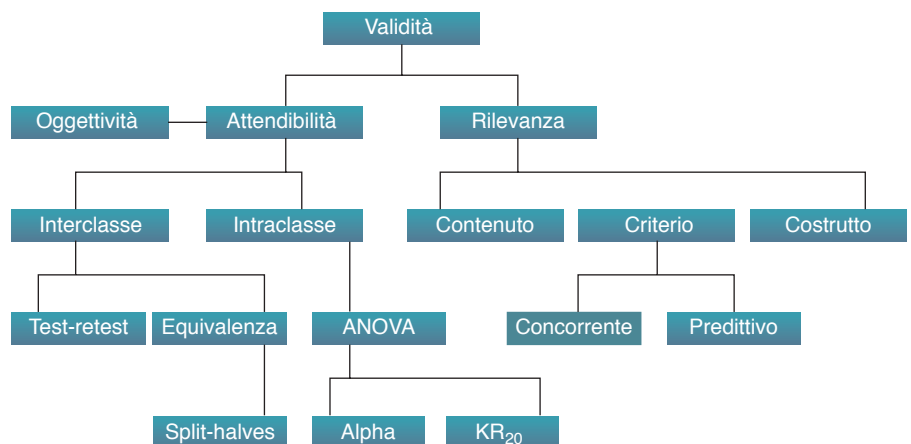 Validità
Oggettività
Attendibilità
Rilevanza
Interclasse
Intraclasse
Contenuto
Criterio
Costrutto
Test-retest
Equivalenza
ANOVA
Concorrente
Predittivo
Split-halves
Alpha
KR₂₀